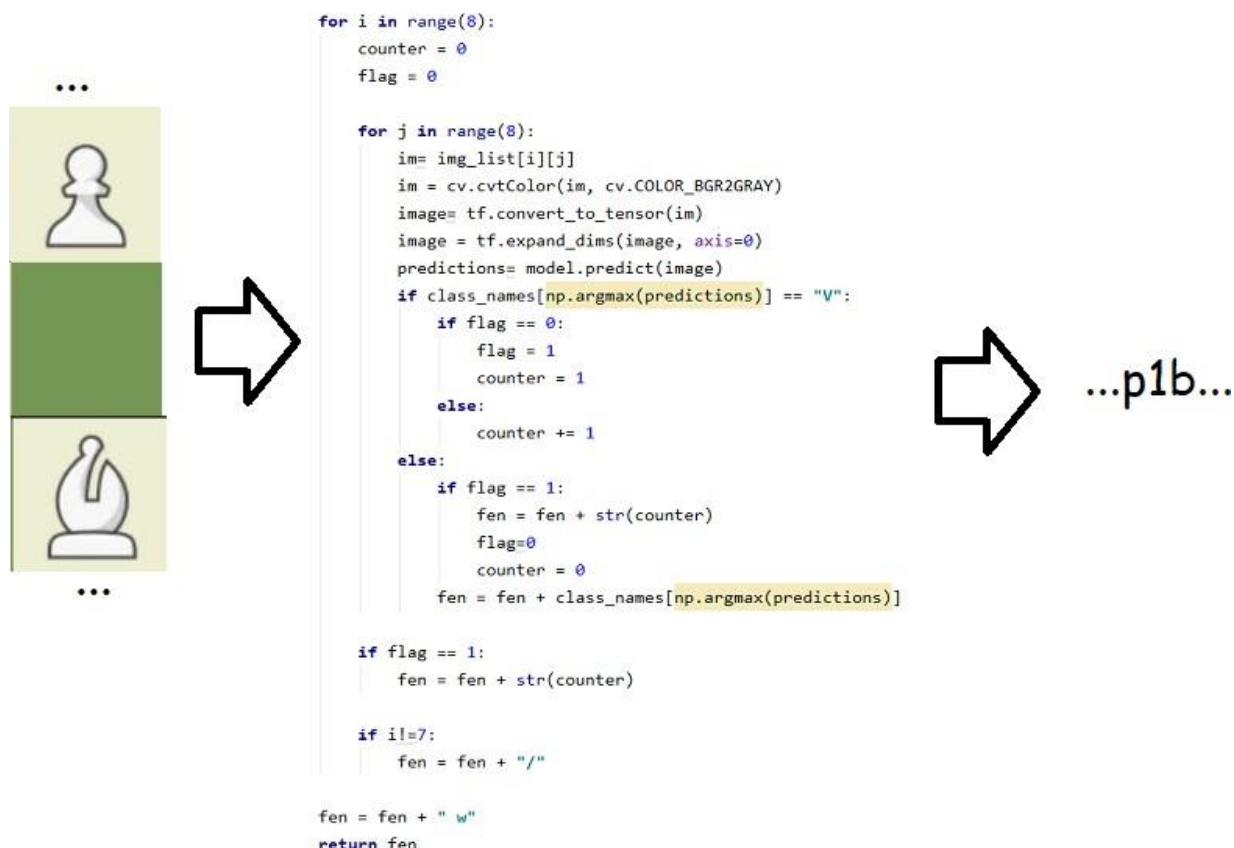 ...
...
for i in range(8):
    counter = 0
    flag = 0

    for j in range(8):
        im= img_list[i][j]
        im = cv.cvtColor(im, cv.COLOR_BGR2GRAY)
        image= tf.convert_to_tensor(im)
        image = tf.expand_dims(image, axis=0)
        predictions= model.predict(image)
        if class_names[np.argmax(predictions)] == "V":
            if flag == 0:
                flag = 1
                counter = 1
            else:
                counter += 1
        else:
            if flag == 1:
                fen = fen + str(counter)
                flag=0
                counter = 0
            fen = fen + class_names[np.argmax(predictions)]

    if flag == 1:
        fen = fen + str(counter)

    if i!=7:
        fen = fen + "/"

fen = fen + " w"
return fen
...p1b...